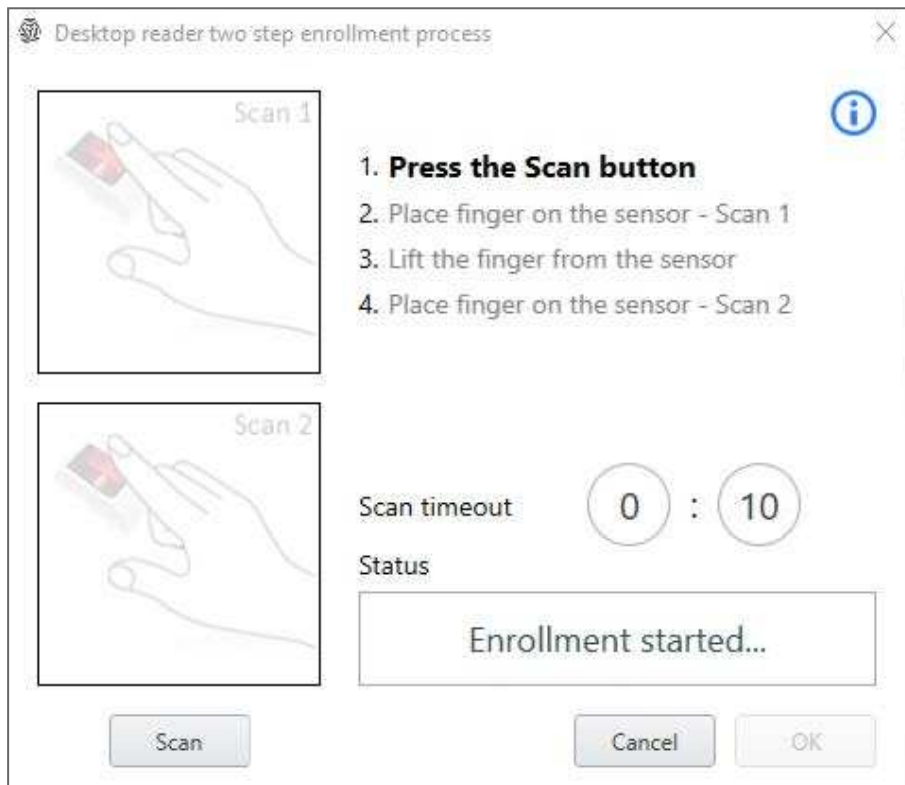 Desktop reader two step enrollment process
Scan 1
1. Press the Scan button
2. Place finger on the sensor - Scan 1
3. Lift the finger from the sensor
4. Place finger on the sensor - Scan 2
Scan 2
Scan timeout 0 : 10
Status
Enrollment started...
Scan Cancel OK